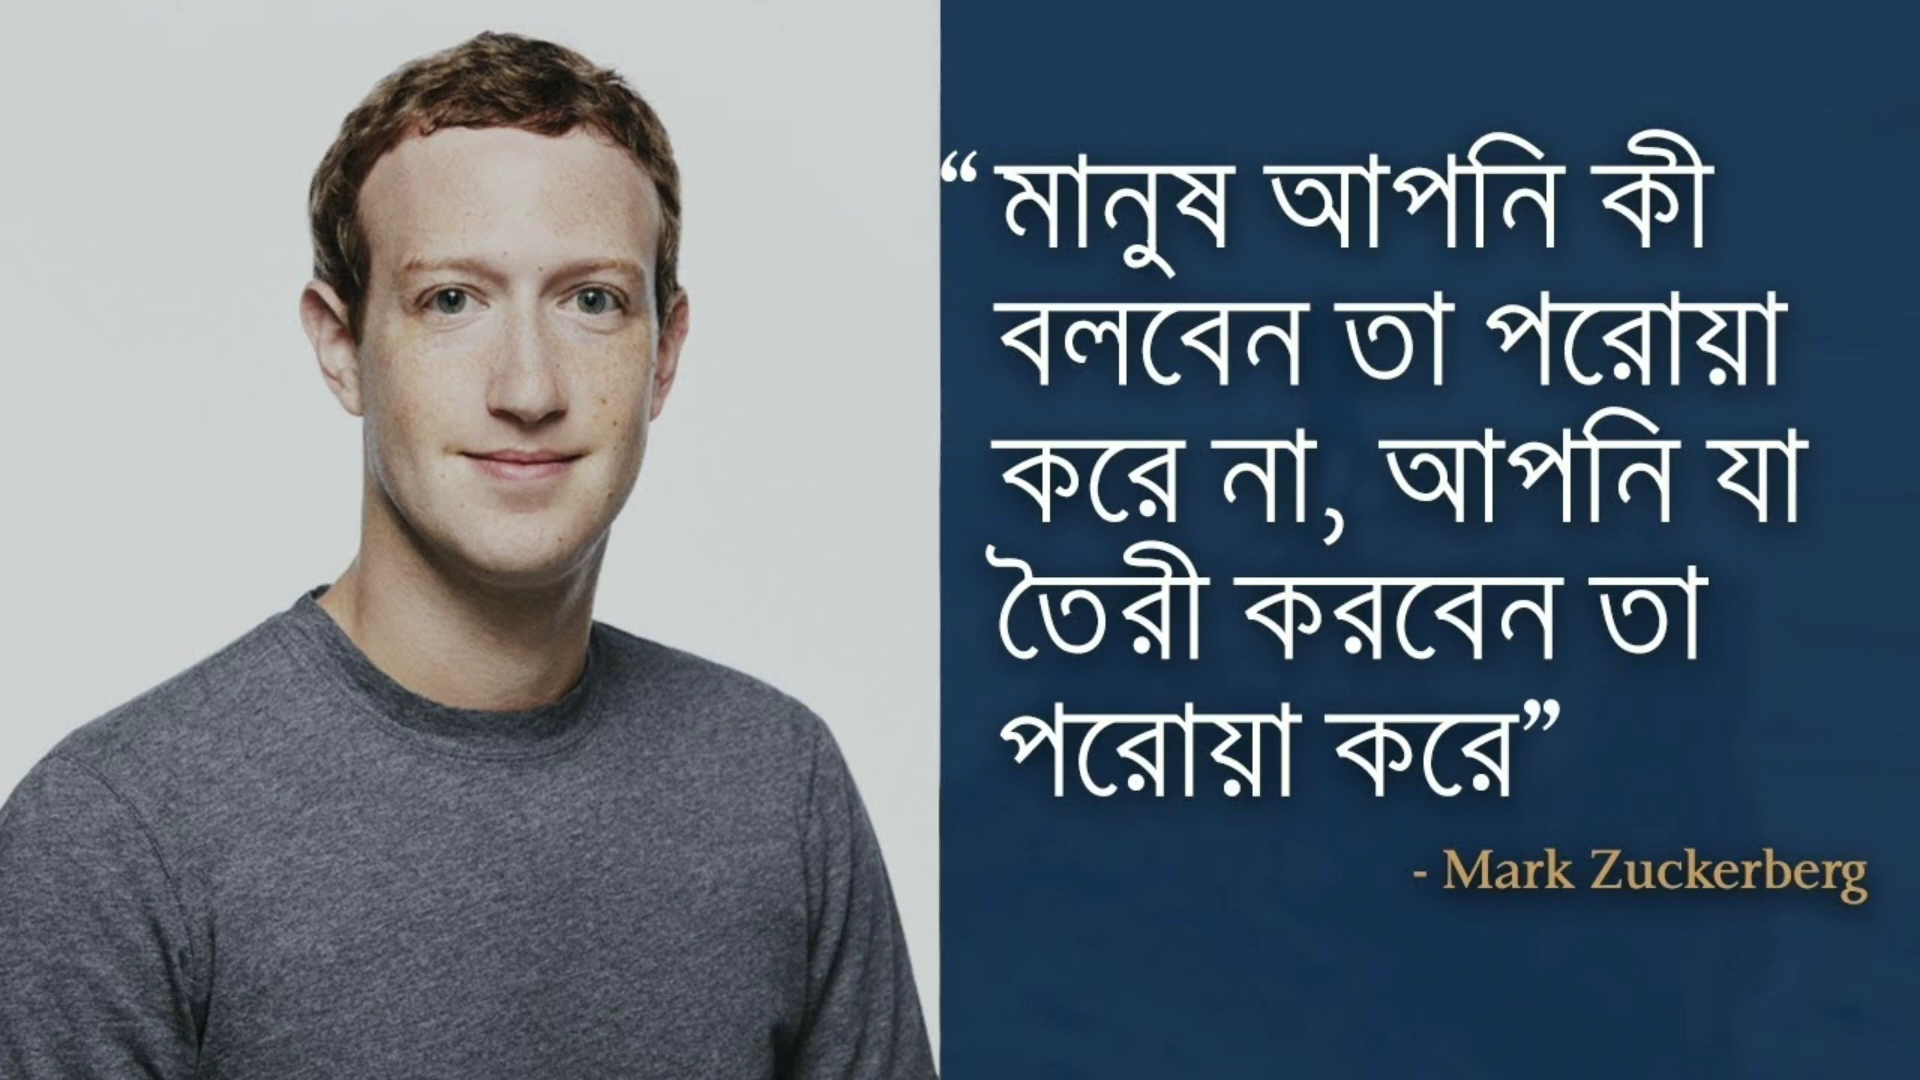 “মানুষ আপনি কী
বলবেন তা পরোয়া
করে না, আপনি যা
তৈরী করবেন তা
পরোয়া করে”
- Mark Zuckerberg